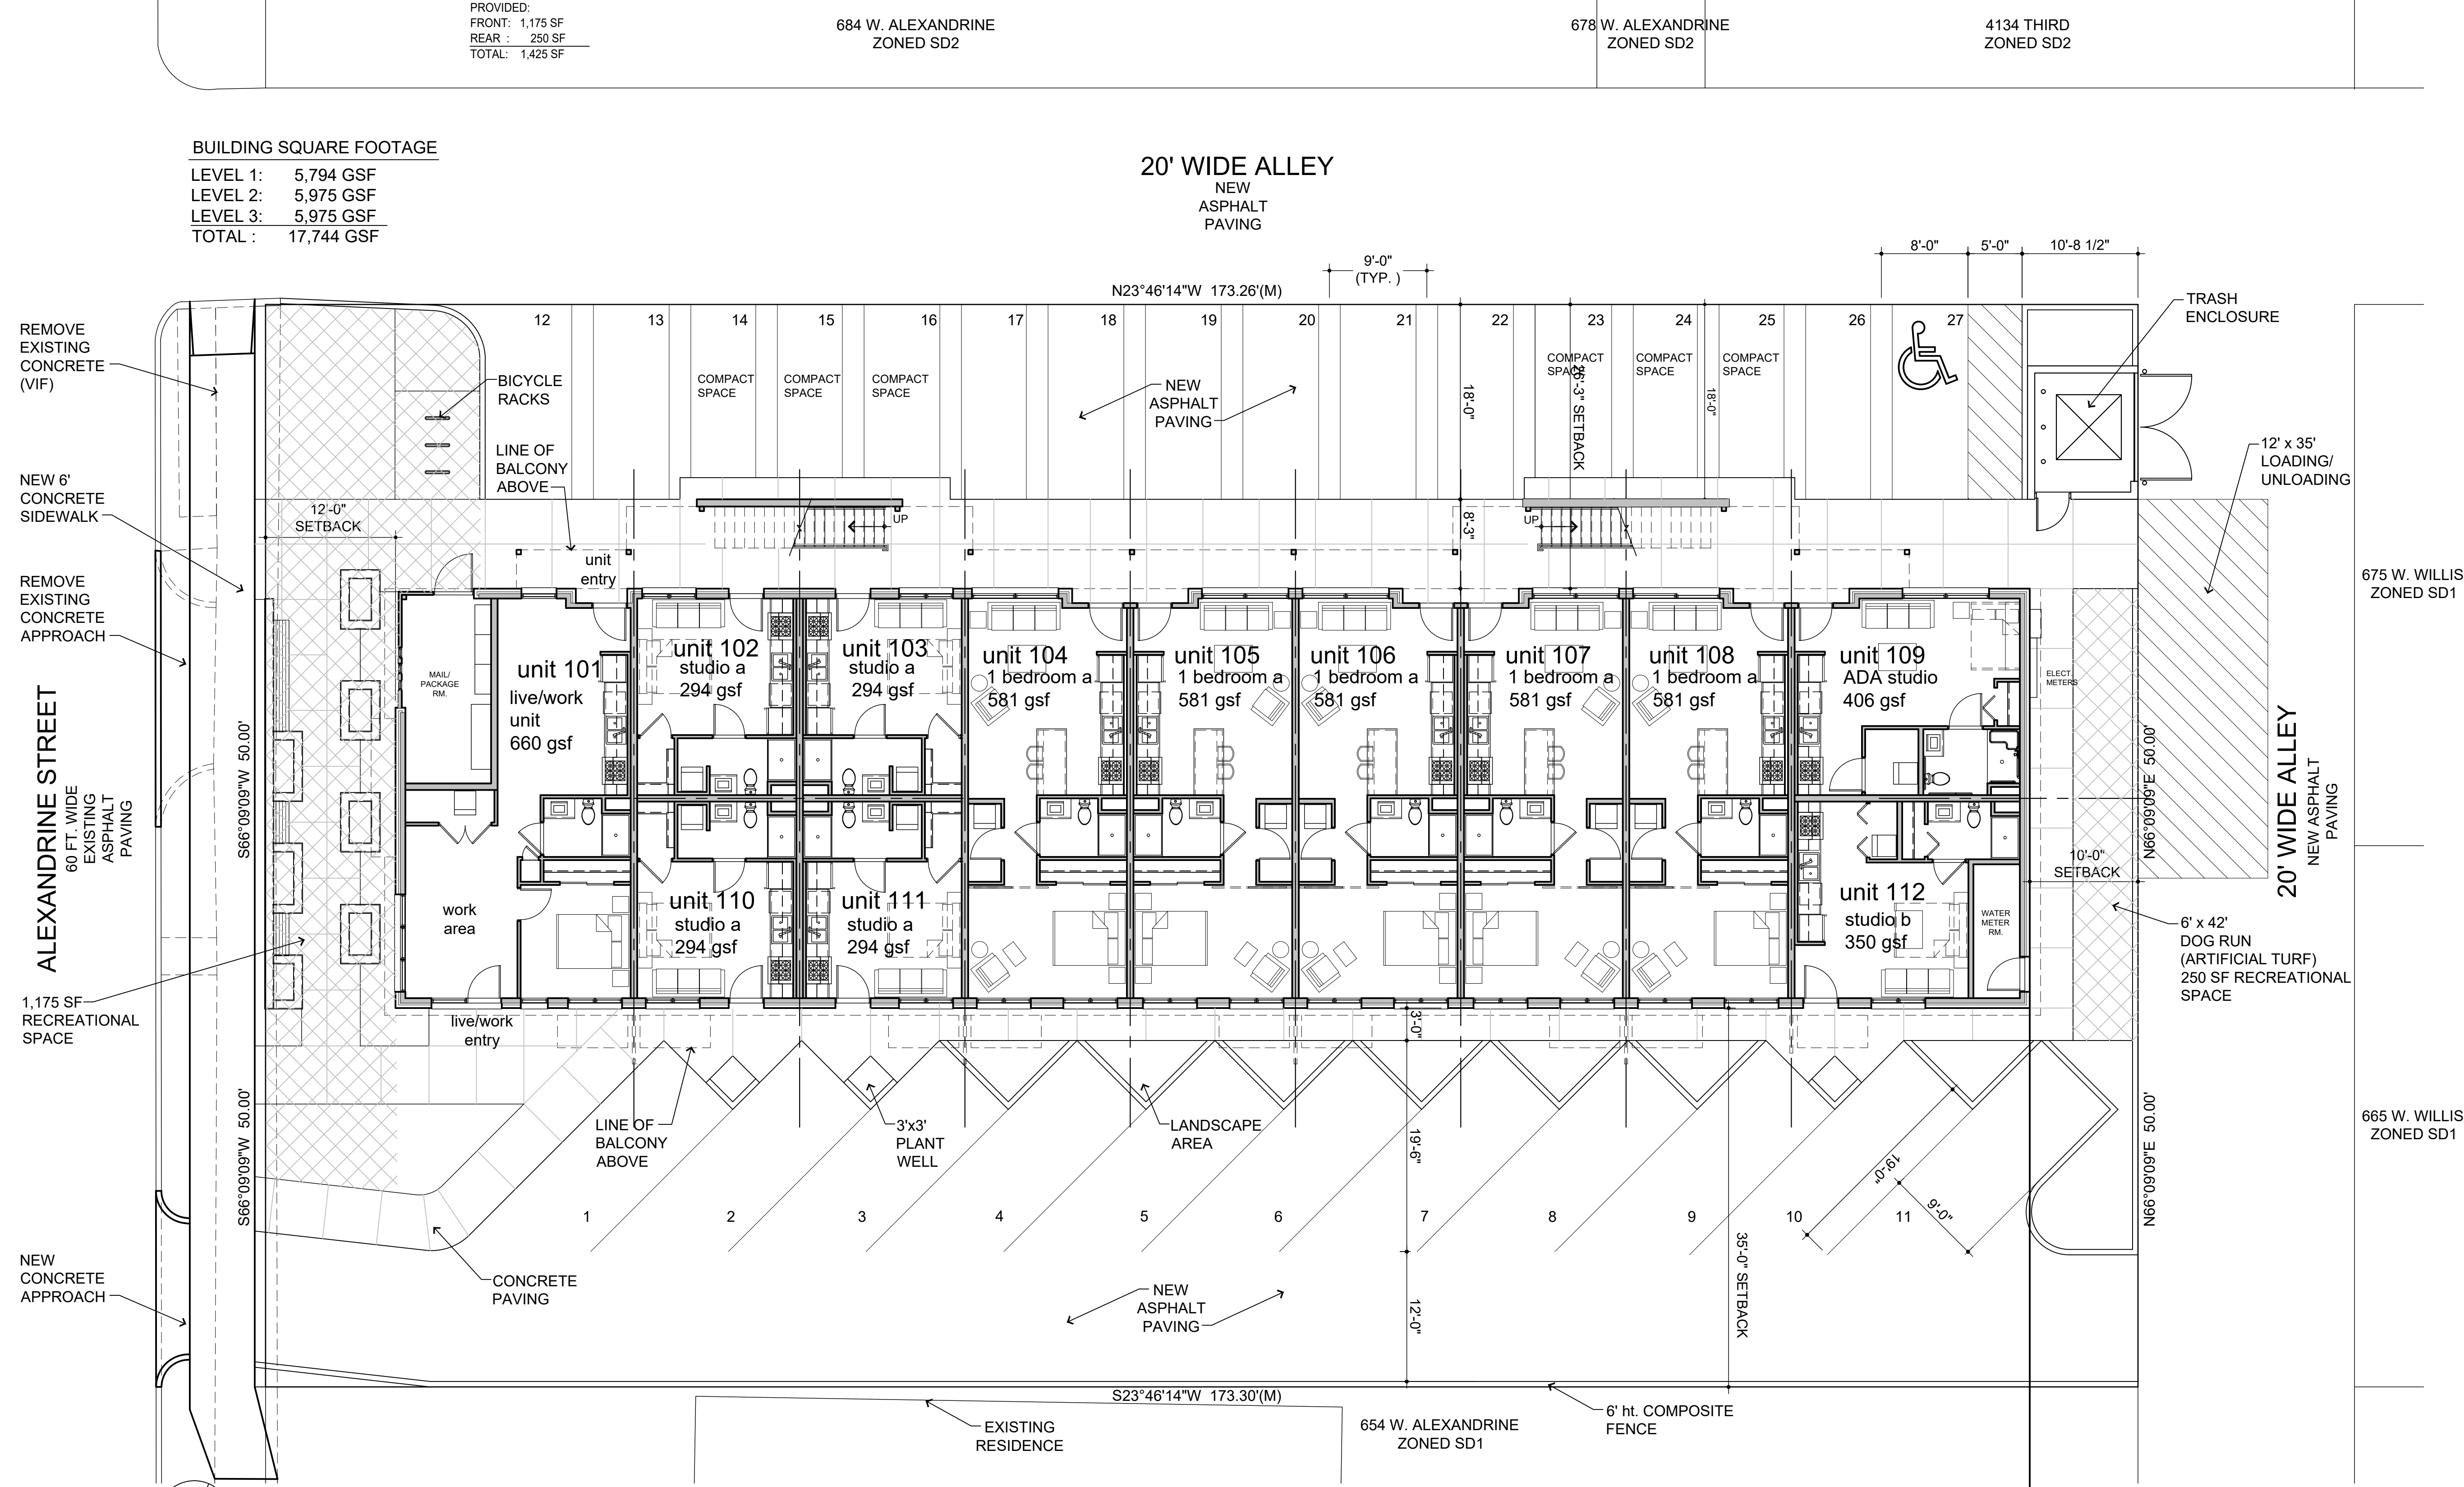 PROVIDED:
FRONT: 1,175 SF
REAR : 250 SF
TOTAL: 1,425 SF
684 W. ALEXANDRINE
ZONED SD2
678 W. ALEXANDRINE
ZONED SD2
4134 THIRD
ZONED SD2
BUILDING SQUARE FOOTAGE
LEVEL 1: 5,794 GSF
LEVEL 2: 5,975 GSF
LEVEL 3: 5,975 GSF
TOTAL : 17,744 GSF
20' WIDE ALLEY
NEW
ASPHALT
PAVING
9'-0"
(TYP. )
8'-0"
5'-0"
10'-8 1/2"
N23°46'14"W 173.26'(M)
TRASH
ENCLOSURE
REMOVE
EXISTING
CONCRETE
(VIF)
12
13
14
15
16
17
18
19
20
21
22
23
24
25
26
27
BICYCLE
RACKS
COMPACT
SPACE
COMPACT
SPACE
COMPACT
SPACE
NEW
ASPHALT
PAVING
18'-0"
COMPACT
SPACE
26'-3" SETBACK
COMPACT
SPACE
18'-0"
COMPACT
SPACE
12' x 35'
LOADING/
UNLOADING
LINE OF
BALCONY
ABOVE
NEW 6'
CONCRETE
SIDEWALK
12'-0"
SETBACK
UP
8'-3"
UP
unit
entry
REMOVE
EXISTING
CONCRETE
APPROACH
675 W. WILLIS
ZONED SD1
MAIL/
PACKAGE
RM.
unit 101
live/work
unit
660 gsf
unit 102
studio a
294 gsf
unit 103
studio a
294 gsf
unit 104
1 bedroom a
581 gsf
unit 105
1 bedroom a
581 gsf
unit 106
1 bedroom a
581 gsf
unit 107
1 bedroom a
581 gsf
unit 108
1 bedroom a
581 gsf
unit 109
ADA studio
406 gsf
ELECT.
METERS
ALEXANDRINE STREET
60 FT. WIDE
EXISTING
ASPHALT
PAVING
S66°09'09"W 50.00'
N66°09'09"E 50.00'
20' WIDE ALLEY
NEW ASPHALT
PAVING
10'-0"
SETBACK
work
area
unit 110
studio a
294 gsf
unit 111
studio a
294 gsf
unit 112
studio b
350 gsf
WATER
METER
RM.
6' x 42'
DOG RUN
(ARTIFICIAL TURF)
250 SF RECREATIONAL
SPACE
1,175 SF
RECREATIONAL
SPACE
live/work
entry
3'-0"
S66°09'09"W 50.00'
LINE OF
BALCONY
ABOVE
3'x3'
PLANT
WELL
LANDSCAPE
AREA
19'-6"
19'-0"
9'-0"
N66°09'09"E 50.00'
665 W. WILLIS
ZONED SD1
1
2
3
4
5
6
7
8
9
10
11
NEW
CONCRETE
APPROACH
CONCRETE
PAVING
NEW
ASPHALT
PAVING
12'-0"
35'-0" SETBACK
S23°46'14"W 173.30'(M)
EXISTING
RESIDENCE
654 W. ALEXANDRINE
ZONED SD1
6' ht. COMPOSITE
FENCE